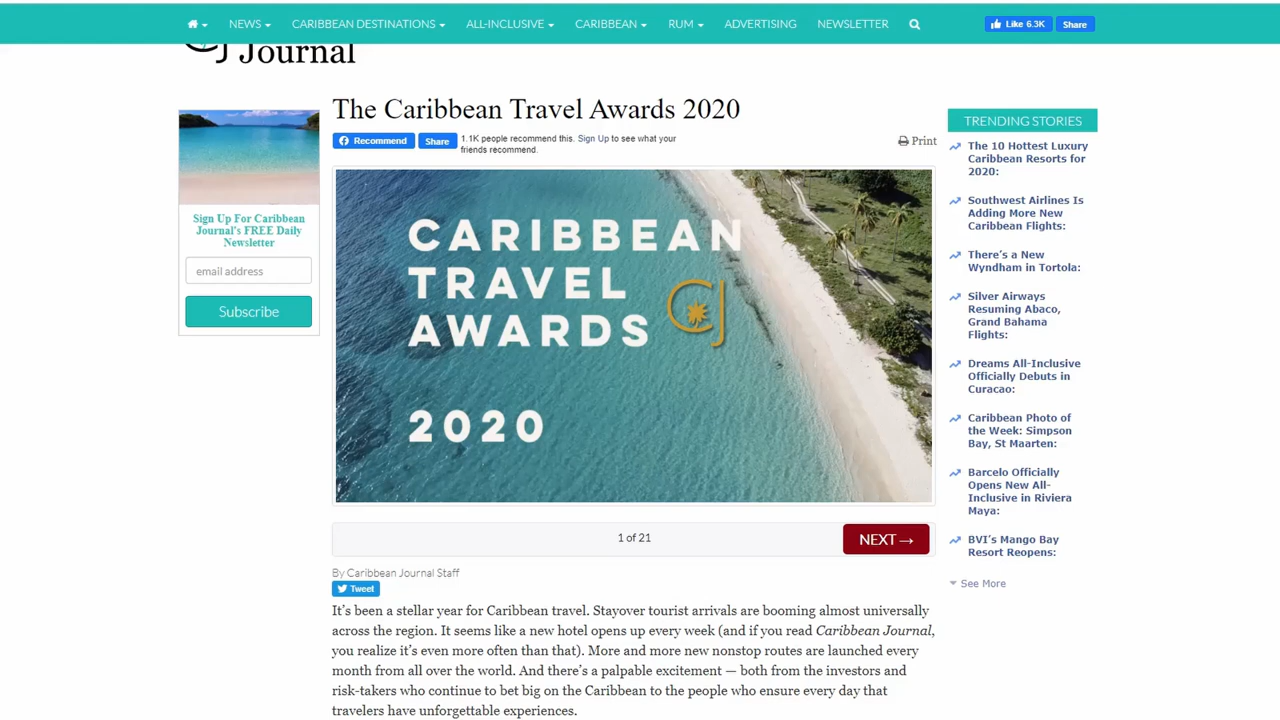 NEWS
CARIBBEAN DESTINATIONS
ALL-INCLUSIVE
CARIBBEAN
RUM
ADVERTISING
NEWSLETTER
Like 6.3K
Share
Journal
The Caribbean Travel Awards 2020
Recommend
Share
1.1K people recommend this. Sign Up to see what your
friends recommend.
Print
CARIBBEAN
TRAVEL
AWARDS
CJ
2020
1 of 21
NEXT →
By Caribbean Journal Staff
Tweet
It’s been a stellar year for Caribbean travel. Stayover tourist arrivals are booming almost universally
across the region. It seems like a new hotel opens up every week (and if you read Caribbean Journal,
you realize it’s even more often than that). More and more new nonstop routes are launched every
month from all over the world. And there’s a palpable excitement — both from the investors and
risk-takers who continue to bet big on the Caribbean to the people who ensure every day that
travelers have unforgettable experiences.
Sign Up For Caribbean
Journal's FREE Daily
Newsletter
email address
Subscribe
TRENDING STORIES
The 10 Hottest Luxury
Caribbean Resorts for
2020:
Southwest Airlines Is
Adding More New
Caribbean Flights:
There’s a New
Wyndham in Tortola:
Silver Airways
Resuming Abaco,
Grand Bahama
Flights:
Dreams All-Inclusive
Officially Debuts in
Curacao:
Caribbean Photo of
the Week: Simpson
Bay, St Maarten:
Barcelo Officially
Opens New All-
Inclusive in Riviera
Maya:
BVI’s Mango Bay
Resort Reopens:
See More